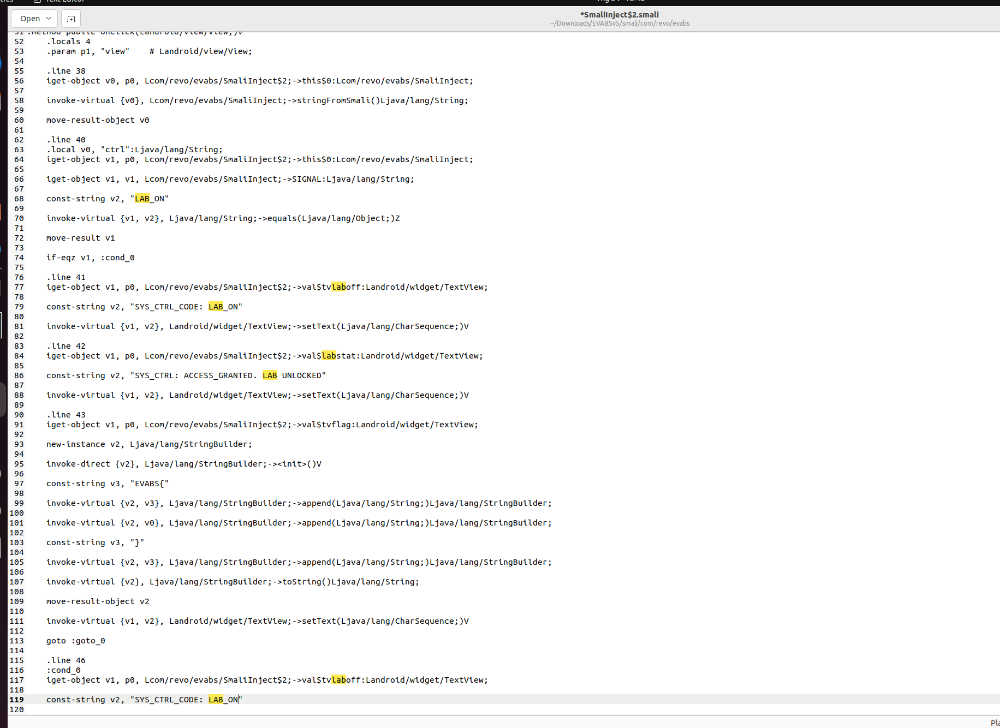 Text Editor
Open
*SmaliInject$2.smali
~/Downloads/EVABSv5/smali/com/revo/evabs
51 .method public onClick(Landroid/view/View;)V
52 .locals 4
53 .param p1, "view"    # Landroid/view/View;
54
55 .line 38
56 iget-object v0, p0, Lcom/revo/evabs/SmaliInject$2;->this$0:Lcom/revo/evabs/SmaliInject;
57
58 invoke-virtual {v0}, Lcom/revo/evabs/SmaliInject;->stringFromSmali()Ljava/lang/String;
59
60 move-result-object v0
61
62 .line 40
63 .local v0, "ctrl":Ljava/lang/String;
64 iget-object v1, p0, Lcom/revo/evabs/SmaliInject$2;->this$0:Lcom/revo/evabs/SmaliInject;
65
66 iget-object v1, v1, Lcom/revo/evabs/SmaliInject;->SIGNAL:Ljava/lang/String;
67
68 const-string v2, "LAB_ON"
69
70 invoke-virtual {v1, v2}, Ljava/lang/String;->equals(Ljava/lang/Object;)Z
71
72 move-result v1
73
74 if-eqz v1, :cond_0
75
76 .line 41
77 iget-object v1, p0, Lcom/revo/evabs/SmaliInject$2;->val$tvlaboff:Landroid/widget/TextView;
78
79 const-string v2, "SYS_CTRL_CODE: LAB_ON"
80
81 invoke-virtual {v1, v2}, Landroid/widget/TextView;->setText(Ljava/lang/CharSequence;)V
82
83 .line 42
84 iget-object v1, p0, Lcom/revo/evabs/SmaliInject$2;->val$labstat:Landroid/widget/TextView;
85
86 const-string v2, "SYS_CTRL: ACCESS_GRANTED. LAB UNLOCKED"
87
88 invoke-virtual {v1, v2}, Landroid/widget/TextView;->setText(Ljava/lang/CharSequence;)V
89
90 .line 43
91 iget-object v1, p0, Lcom/revo/evabs/SmaliInject$2;->val$tvflag:Landroid/widget/TextView;
92
93 new-instance v2, Ljava/lang/StringBuilder;
94
95 invoke-direct {v2}, Ljava/lang/StringBuilder;-><init>()V
96
97 const-string v3, "EVABS{"
98
99 invoke-virtual {v2, v3}, Ljava/lang/StringBuilder;->append(Ljava/lang/String;)Ljava/lang/StringBuilder;
100
101 invoke-virtual {v2, v0}, Ljava/lang/StringBuilder;->append(Ljava/lang/String;)Ljava/lang/StringBuilder;
102
103 const-string v3, "}"
104
105 invoke-virtual {v2, v3}, Ljava/lang/StringBuilder;->append(Ljava/lang/String;)Ljava/lang/StringBuilder;
106
107 invoke-virtual {v2}, Ljava/lang/StringBuilder;->toString()Ljava/lang/String;
108
109 move-result-object v2
110
111 invoke-virtual {v1, v2}, Landroid/widget/TextView;->setText(Ljava/lang/CharSequence;)V
112
113 goto :goto_0
114
115 .line 46
116 :cond_0
117 iget-object v1, p0, Lcom/revo/evabs/SmaliInject$2;->val$tvlaboff:Landroid/widget/TextView;
118
119 const-string v2, "SYS_CTRL_CODE: LAB_ON"
120